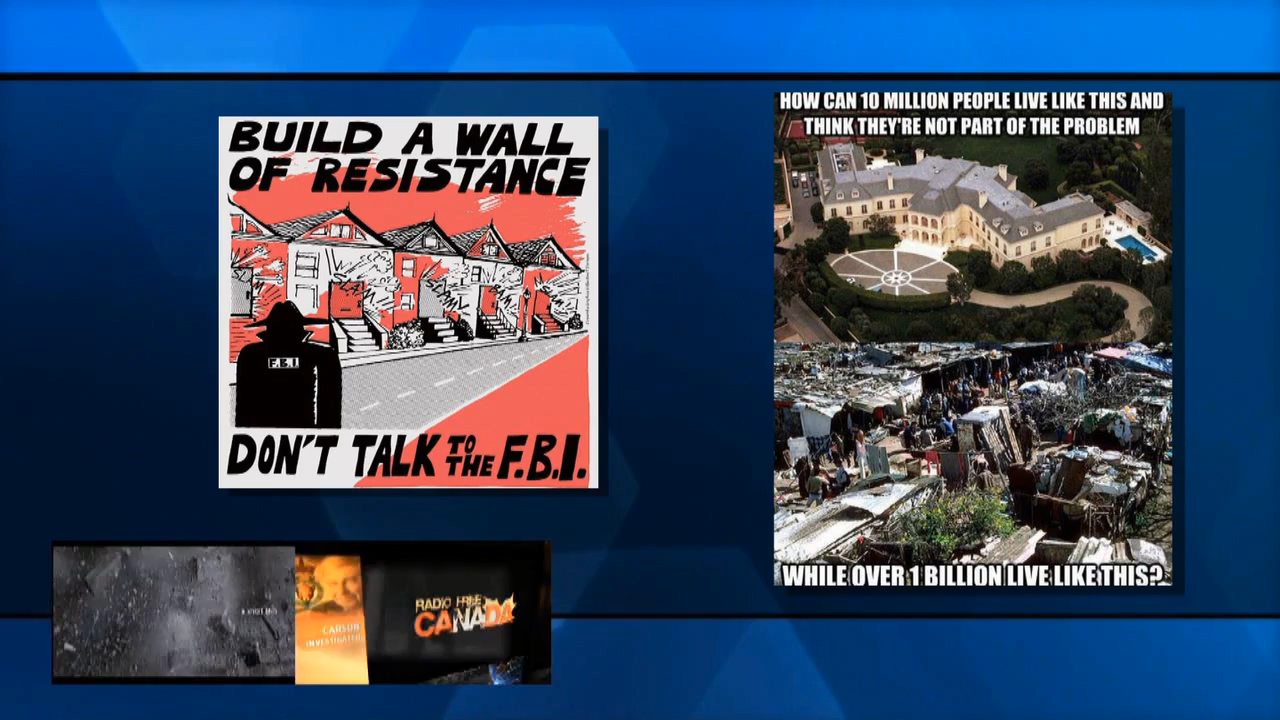 BUILD A WALL
OF RESISTANCE
F.B.I.
DON'T TALK TO THE F.B.I.
HOW CAN 10 MILLION PEOPLE LIVE LIKE THIS AND
THINK THEY'RE NOT PART OF THE PROBLEM
WHILE OVER 1 BILLION LIVE LIKE THIS?
INVESTIGATED
RADIO FREE
CANADA